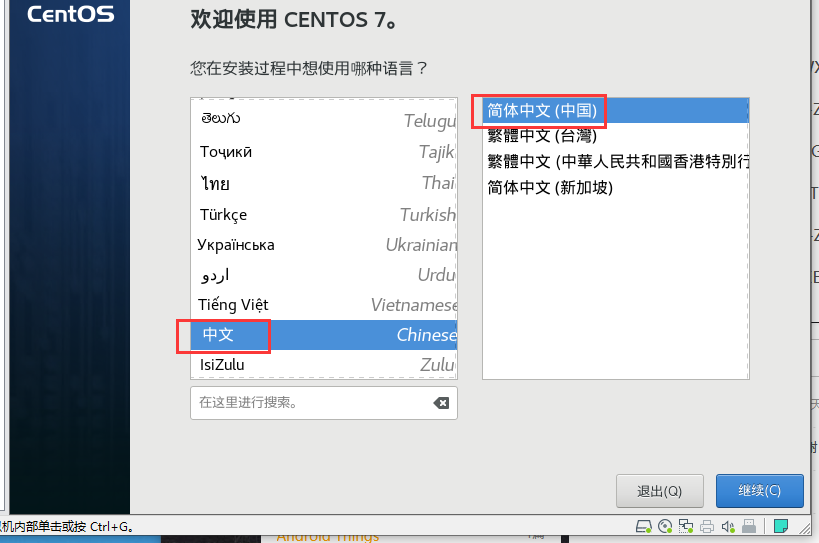 CentOS
欢迎使用 CENTOS 7。
您在安装过程中想使用哪种语言？
తెలుగు Telugu
Тоҷикӣ Tajik
ไทย Thai
Türkçe Turkish
Українська Ukrainian
اردو Urdu
Tiếng Việt Vietnamese
中文 Chinese
IsiZulu Zulu
简体中文 (中国)
繁體中文 (台灣)
繁體中文 (中華人民共和國香港特別行
简体中文 (新加坡)
在这里进行搜索。
退出(Q)
继续(C)
机内部单击或按 Ctrl+G。
Android Things